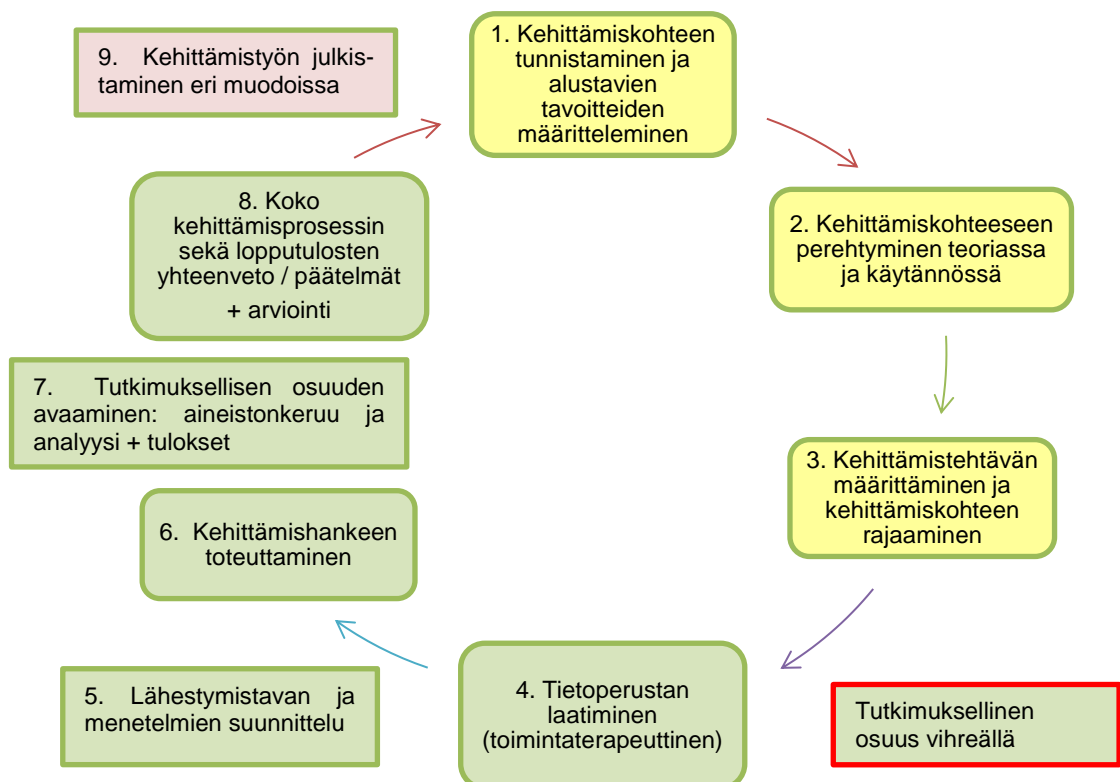 1. Kehittämiskohteen
tunnistaminen ja
alustavien
tavoitteiden
määritteleminen
2. Kehittämiskohteeseen
perehtyminen teoriassa
ja käytännössä
3. Kehittämistehtävän
määrittäminen ja
kehittämiskohteen
rajaaminen
4. Tietoperustan
laatiminen
(toimintaterapeuttinen)
5. Lähestymistavan ja
menetelmien suunnittelu
6. Kehittämishankeen
toteuttaminen
7. Tutkimuksellisen osuuden
avaaminen: aineistonkeruu ja
analyysi + tulokset
8. Koko
kehittämisprosessin
sekä lopputulosten
yhteenveto / päätelmät
+ arviointi
9. Kehittämistyön julkis-
taminen eri muodoissa
Tutkimuksellinen
osuus vihreällä